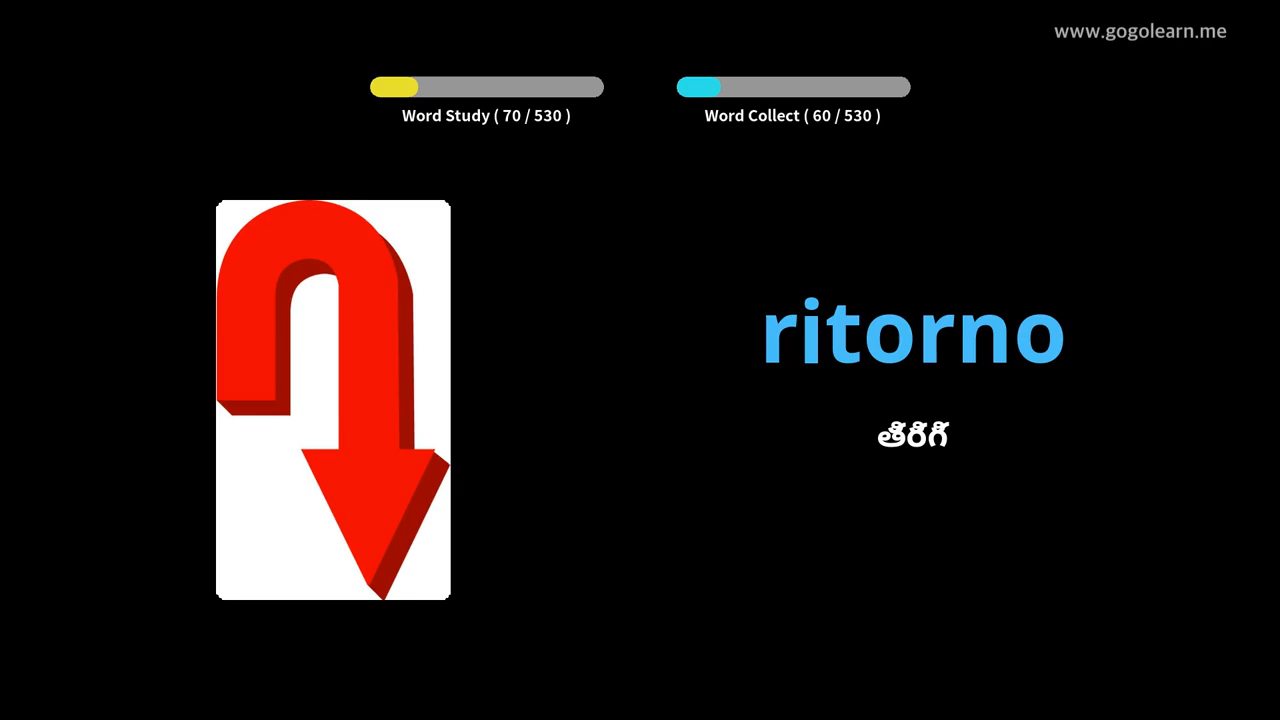 www.gogolearn.me
Word Study ( 70 / 530 )
Word Collect ( 60 / 530 )
ritorno
తిరిగి